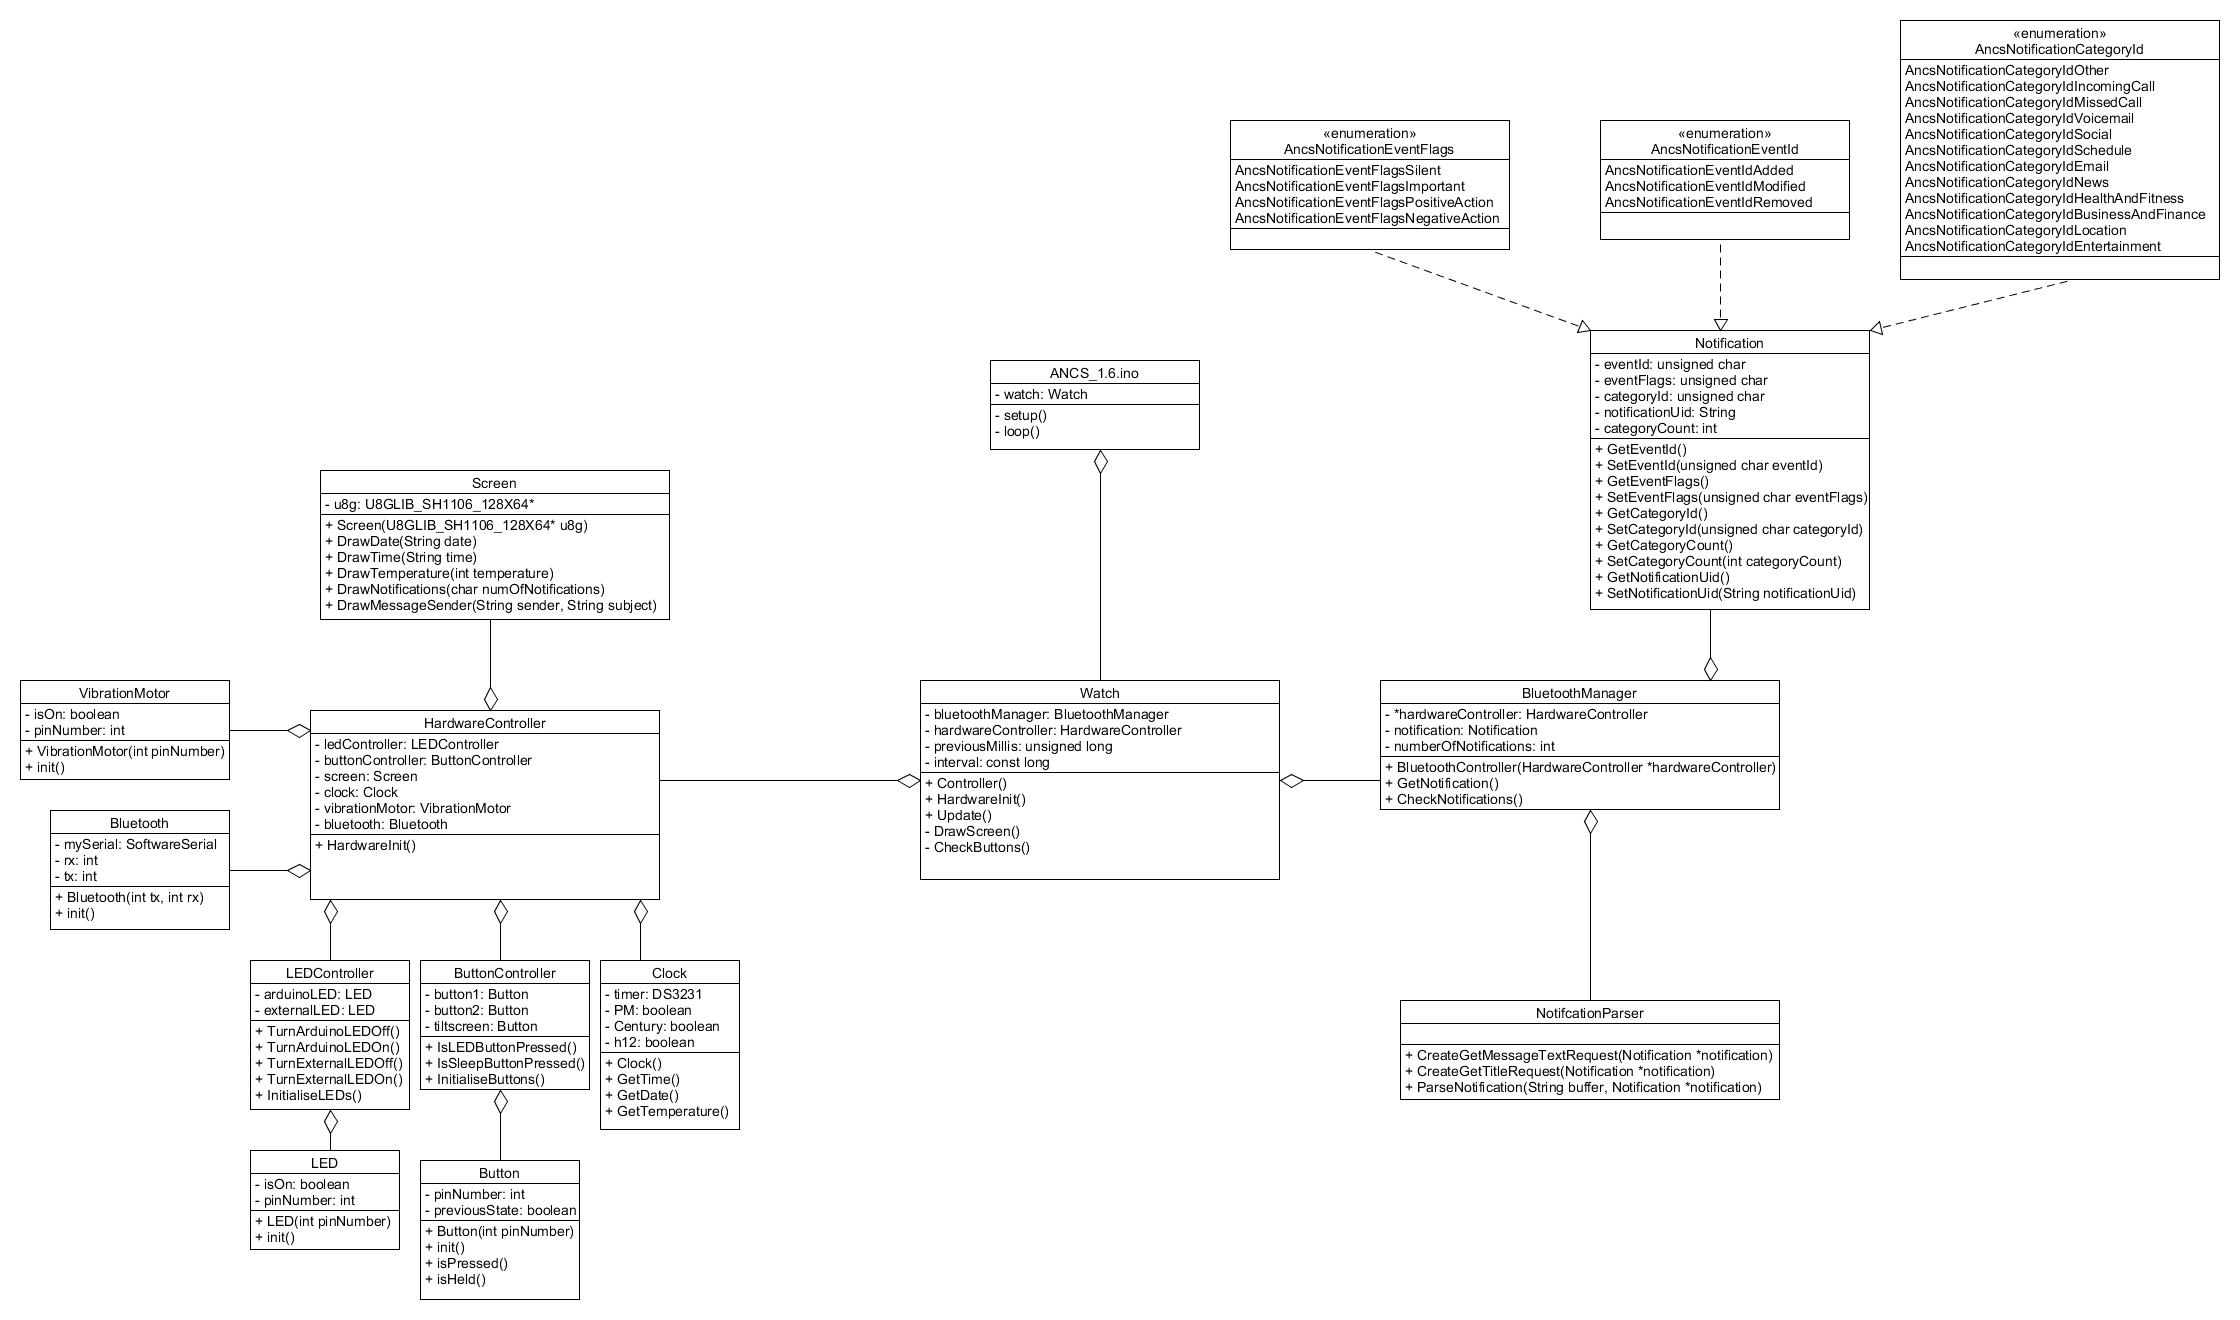 «enumeration»
AncsNotificationCategoryId
AncsNotificationCategoryIdOther
AncsNotificationCategoryIdIncomingCall
AncsNotificationCategoryIdMissedCall
AncsNotificationCategoryIdVoicemail
AncsNotificationCategoryIdSocial
AncsNotificationCategoryIdSchedule
AncsNotificationCategoryIdEmail
AncsNotificationCategoryIdNews
AncsNotificationCategoryIdHealthAndFitness
AncsNotificationCategoryIdBusinessAndFinance
AncsNotificationCategoryIdLocation
AncsNotificationCategoryIdEntertainment
«enumeration»
AncsNotificationEventFlags
AncsNotificationEventFlagsSilent
AncsNotificationEventFlagsImportant
AncsNotificationEventFlagsPositiveAction
AncsNotificationEventFlagsNegativeAction
«enumeration»
AncsNotificationEventId
AncsNotificationEventIdAdded
AncsNotificationEventIdModified
AncsNotificationEventIdRemoved
Notification
- eventId: unsigned char
- eventFlags: unsigned char
- categoryId: unsigned char
- notificationUid: String
- categoryCount: int
+ GetEventId()
+ SetEventId(unsigned char eventId)
+ GetEventFlags()
+ SetEventFlags(unsigned char eventFlags)
+ GetCategoryId()
+ SetCategoryId(unsigned char categoryId)
+ GetCategoryCount()
+ SetCategoryCount(int categoryCount)
+ GetNotificationUid()
+ SetNotificationUid(String notificationUid)
ANCS_1.6.ino
- watch: Watch
- setup()
- loop()
Screen
- u8g: U8GLIB_SH1106_128X64*
+ Screen(U8GLIB_SH1106_128X64* u8g)
+ DrawDate(String date)
+ DrawTime(String time)
+ DrawTemperature(int temperature)
+ DrawNotifications(char numOfNotifications)
+ DrawMessageSender(String sender, String subject)
VibrationMotor
- isOn: boolean
- pinNumber: int
+ VibrationMotor(int pinNumber)
+ init()
HardwareController
- ledController: LEDController
- buttonController: ButtonController
- screen: Screen
- clock: Clock
- vibrationMotor: VibrationMotor
- bluetooth: Bluetooth
+ HardwareInit()
Watch
- bluetoothManager: BluetoothManager
- hardwareController: HardwareController
- previousMillis: unsigned long
- interval: const long
+ Controller()
+ HardwareInit()
+ Update()
- DrawScreen()
- CheckButtons()
BluetoothManager
- *hardwareController: HardwareController
- notification: Notification
- numberOfNotifications: int
+ BluetoothController(HardwareController *hardwareController)
+ GetNotification()
+ CheckNotifications()
Bluetooth
- mySerial: SoftwareSerial
- rx: int
- tx: int
+ Bluetooth(int tx, int rx)
+ init()
LEDController
- arduinoLED: LED
- externalLED: LED
+ TurnArduinoLEDOff()
+ TurnArduinoLEDOn()
+ TurnExternalLEDOff()
+ TurnExternalLEDOn()
+ InitialiseLEDs()
ButtonController
- button1: Button
- button2: Button
- tiltscreen: Button
+ IsLEDButtonPressed()
+ IsSleepButtonPressed()
+ InitialiseButtons()
Clock
- timer: DS3231
- PM: boolean
- Century: boolean
- h12: boolean
+ Clock()
+ GetTime()
+ GetDate()
+ GetTemperature()
NotifcationParser
+ CreateGetMessageTextRequest(Notification *notification)
+ CreateGetTitleRequest(Notification *notification)
+ ParseNotification(String buffer, Notification *notification)
LED
- isOn: boolean
- pinNumber: int
+ LED(int pinNumber)
+ init()
Button
- pinNumber: int
- previousState: boolean
+ Button(int pinNumber)
+ init()
+ isPressed()
+ isHeld()